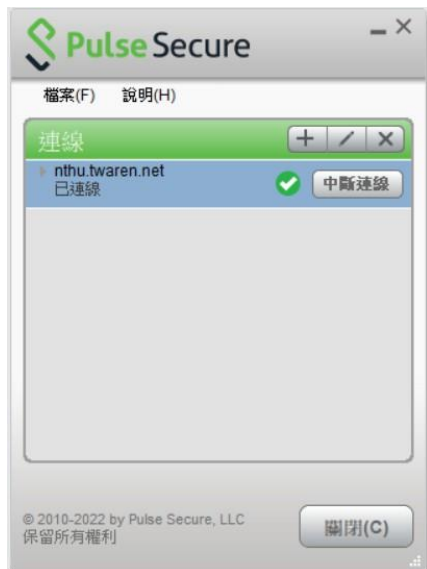 Pulse Secure
檔案(F) 說明(H)
連線
nthu.twaren.net
已連線
中斷連線
© 2010-2022 by Pulse Secure, LLC
保留所有權利
關閉(C)